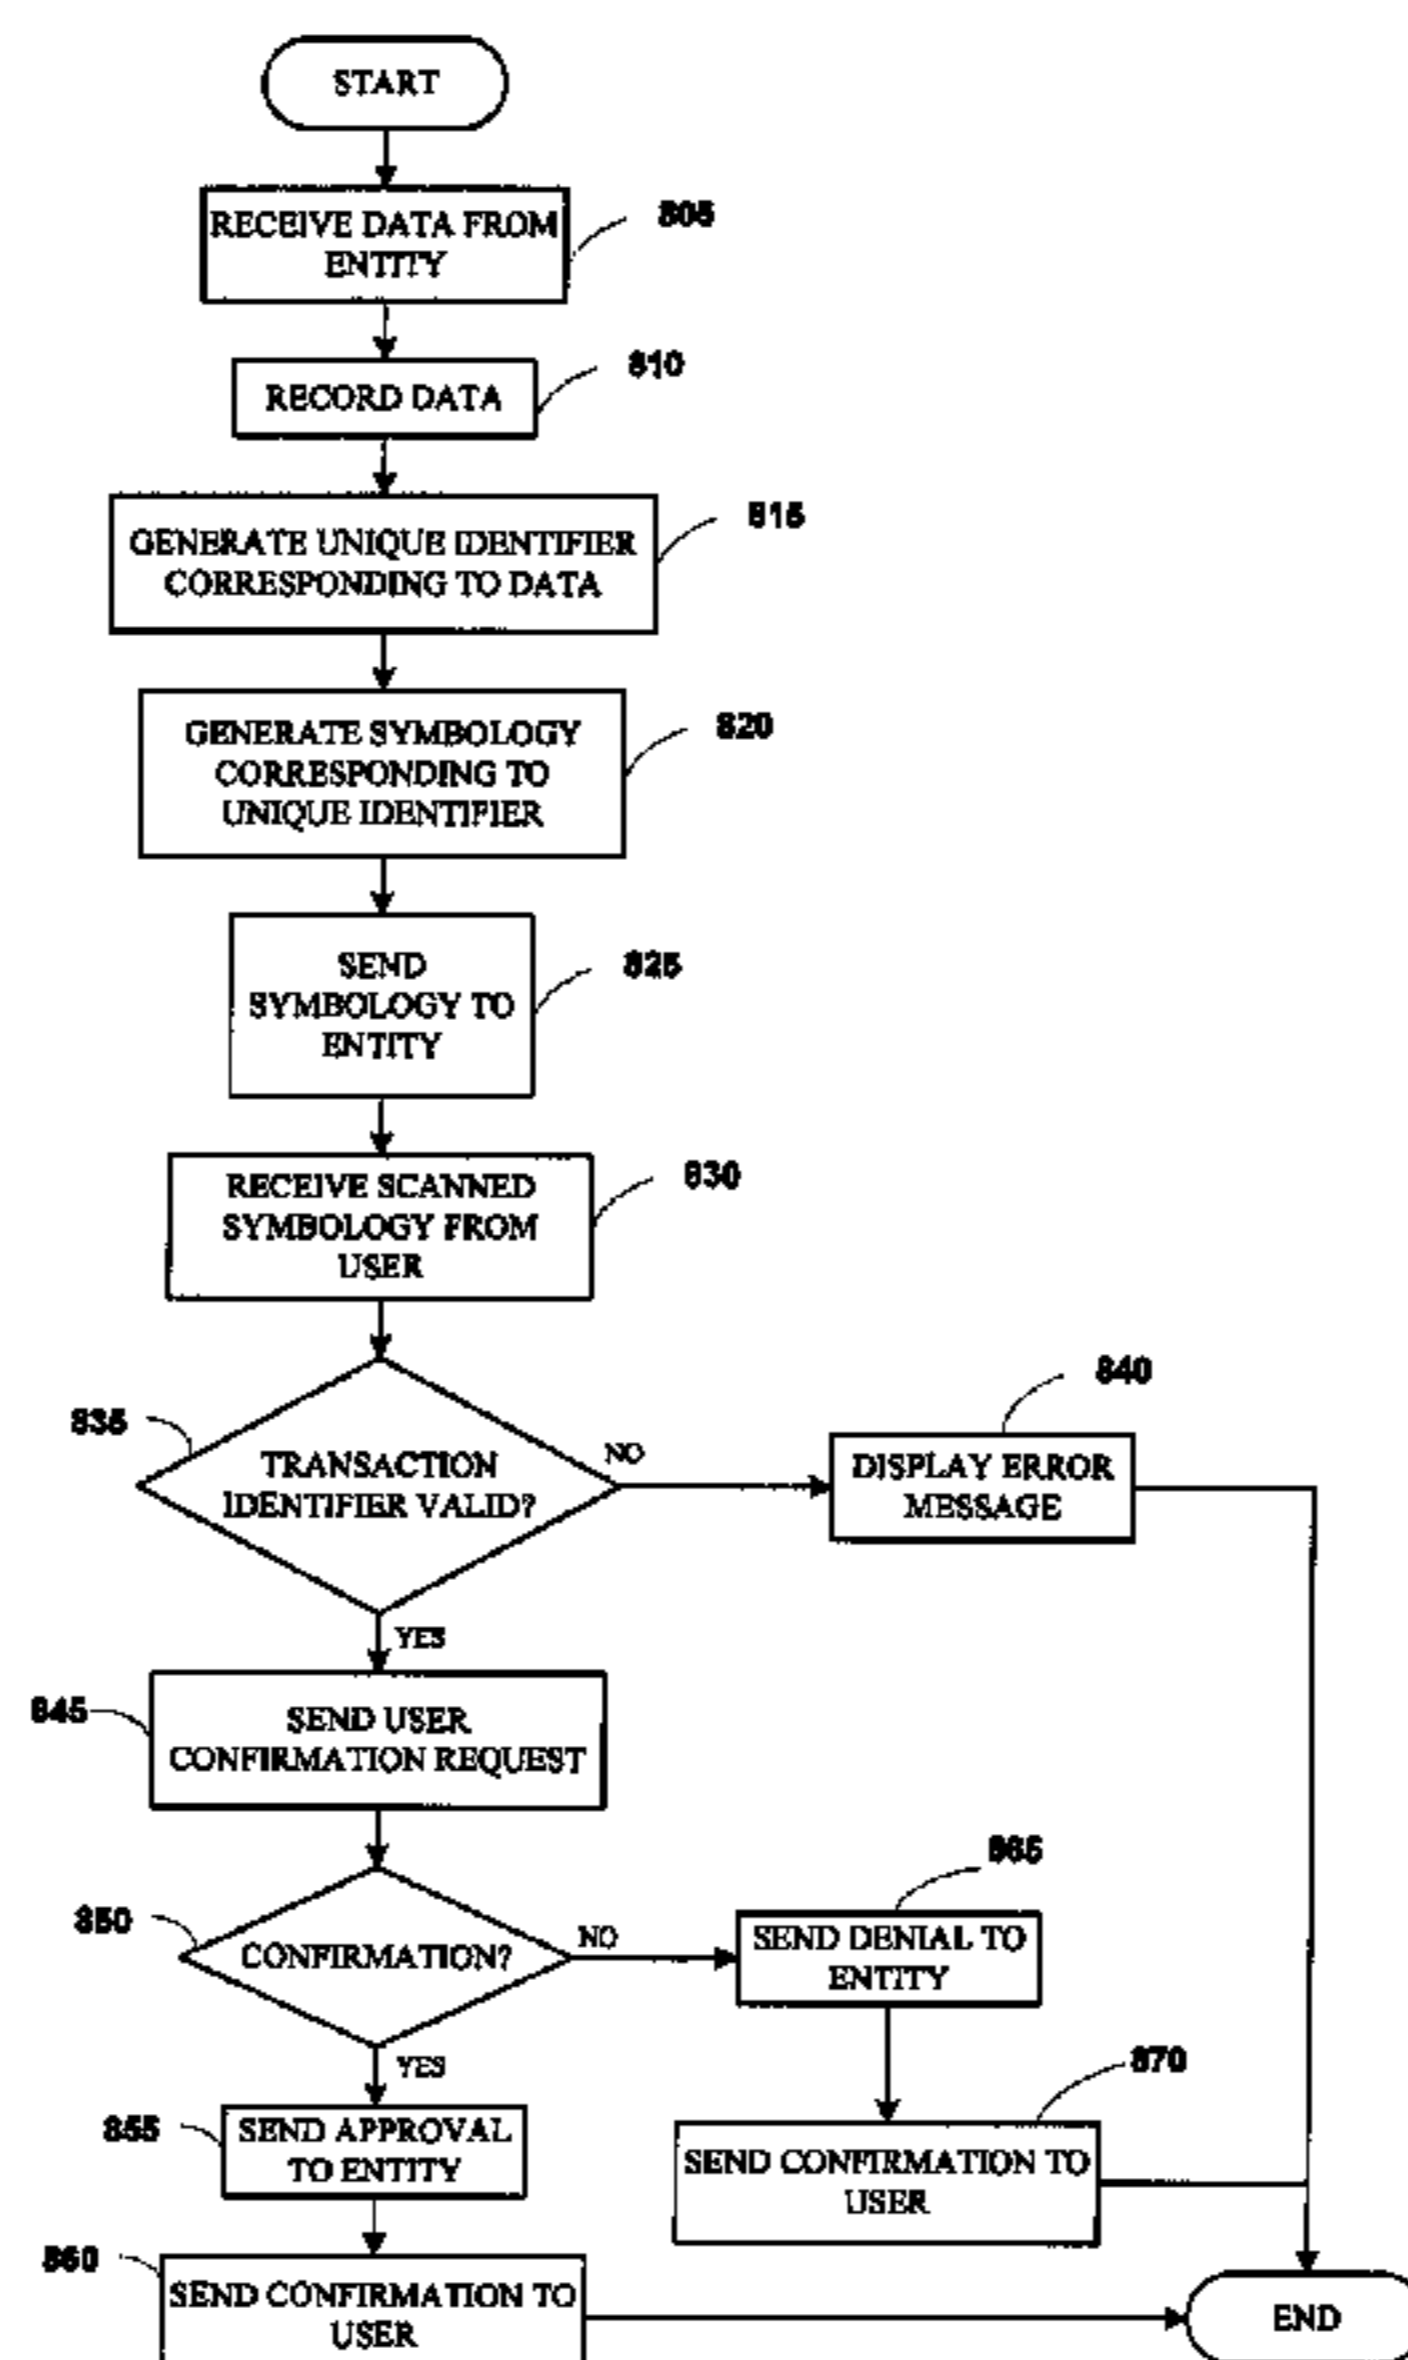 START
RECEIVE DATA FROM
ENTITY
805
RECORD DATA
810
GENERATE UNIQUE IDENTIFIER
CORRESPONDING TO DATA
815
GENERATE SYMBOLOGY
CORRESPONDING TO
UNIQUE IDENTIFIER
820
SEND
SYMBOLOGY TO
ENTITY
825
RECEIVE SCANNED
SYMBOLOGY FROM
USER
830
835
TRANSACTION
IDENTIFIER VALID?
NO
840
DISPLAY ERROR
MESSAGE
YES
845
SEND USER
CONFIRMATION REQUEST
850
CONFIRMATION?
NO
865
SEND DENIAL TO
ENTITY
YES
855
SEND APPROVAL
TO ENTITY
870
SEND CONFIRMATION TO
USER
860
SEND CONFIRMATION TO
USER
END